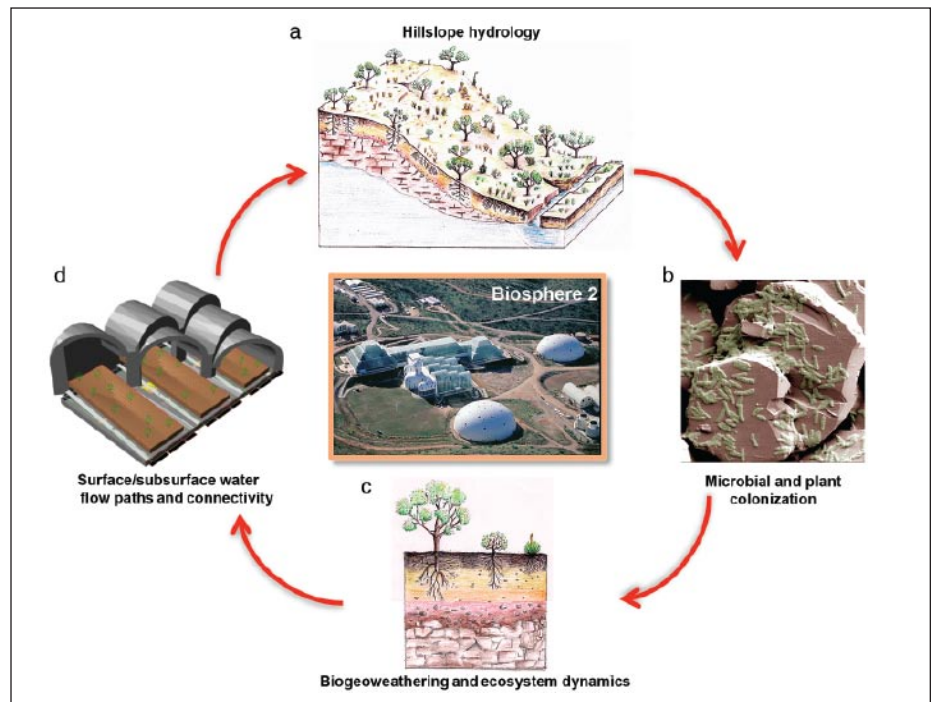 a
Hillslope hydrology
b
Microbial and plant
colonization
c
Biogeoweathering and ecosystem dynamics
d
Surface/subsurface water
flow paths and connectivity
Biosphere 2